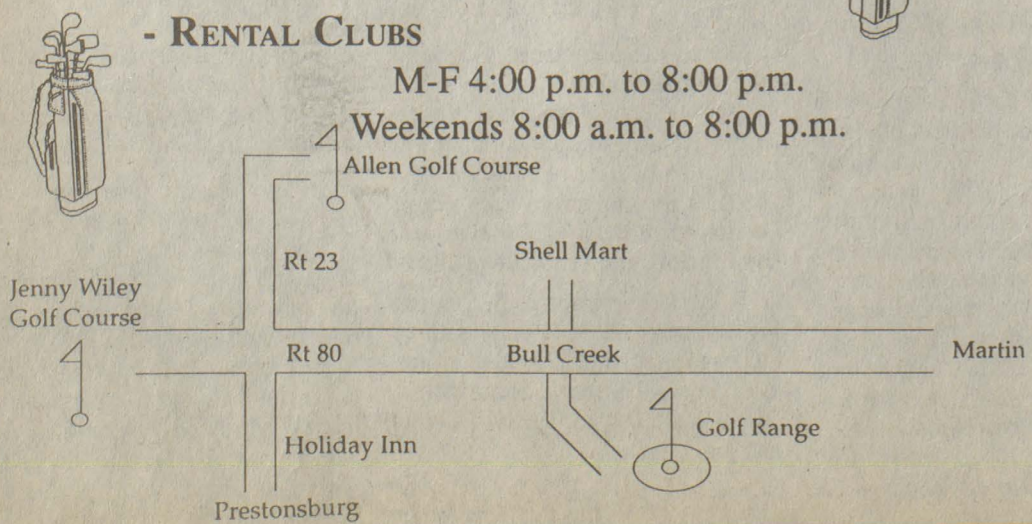 - RENTAL CLUBS
M-F 4:00 p.m. to 8:00 p.m.
Weekends 8:00 a.m. to 8:00 p.m.
Allen Golf Course
Rt 23
Shell Mart
Jenny Wiley
Golf Course
Rt 80
Bull Creek
Martin
Golf Range
Holiday Inn
Prestonsburg